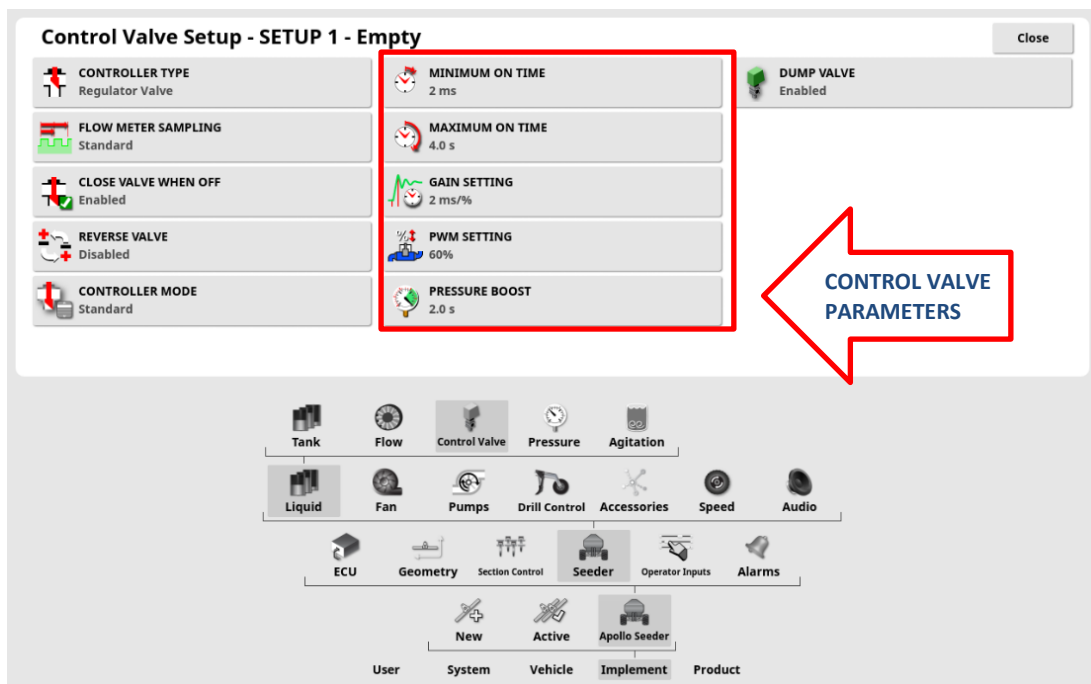 Control Valve Setup - SETUP 1 - Empty
Close
CONTROLLER TYPE
Regulator Valve
FLOW METER SAMPLING
Standard
CLOSE VALVE WHEN OFF
Enabled
REVERSE VALVE
Disabled
CONTROLLER MODE
Standard
MINIMUM ON TIME
2 ms
MAXIMUM ON TIME
4.0 s
GAIN SETTING
2 ms/%
PWM SETTING
60%
PRESSURE BOOST
2.0 s
DUMP VALVE
Enabled
CONTROL VALVE
PARAMETERS
Tank Flow Control Valve Pressure Agitation
Liquid Fan Pumps Drill Control Accessories Speed Audio
ECU Geometry Section Control Seeder Operator Inputs Alarms
New Active Apollo Seeder
User System Vehicle Implement Product